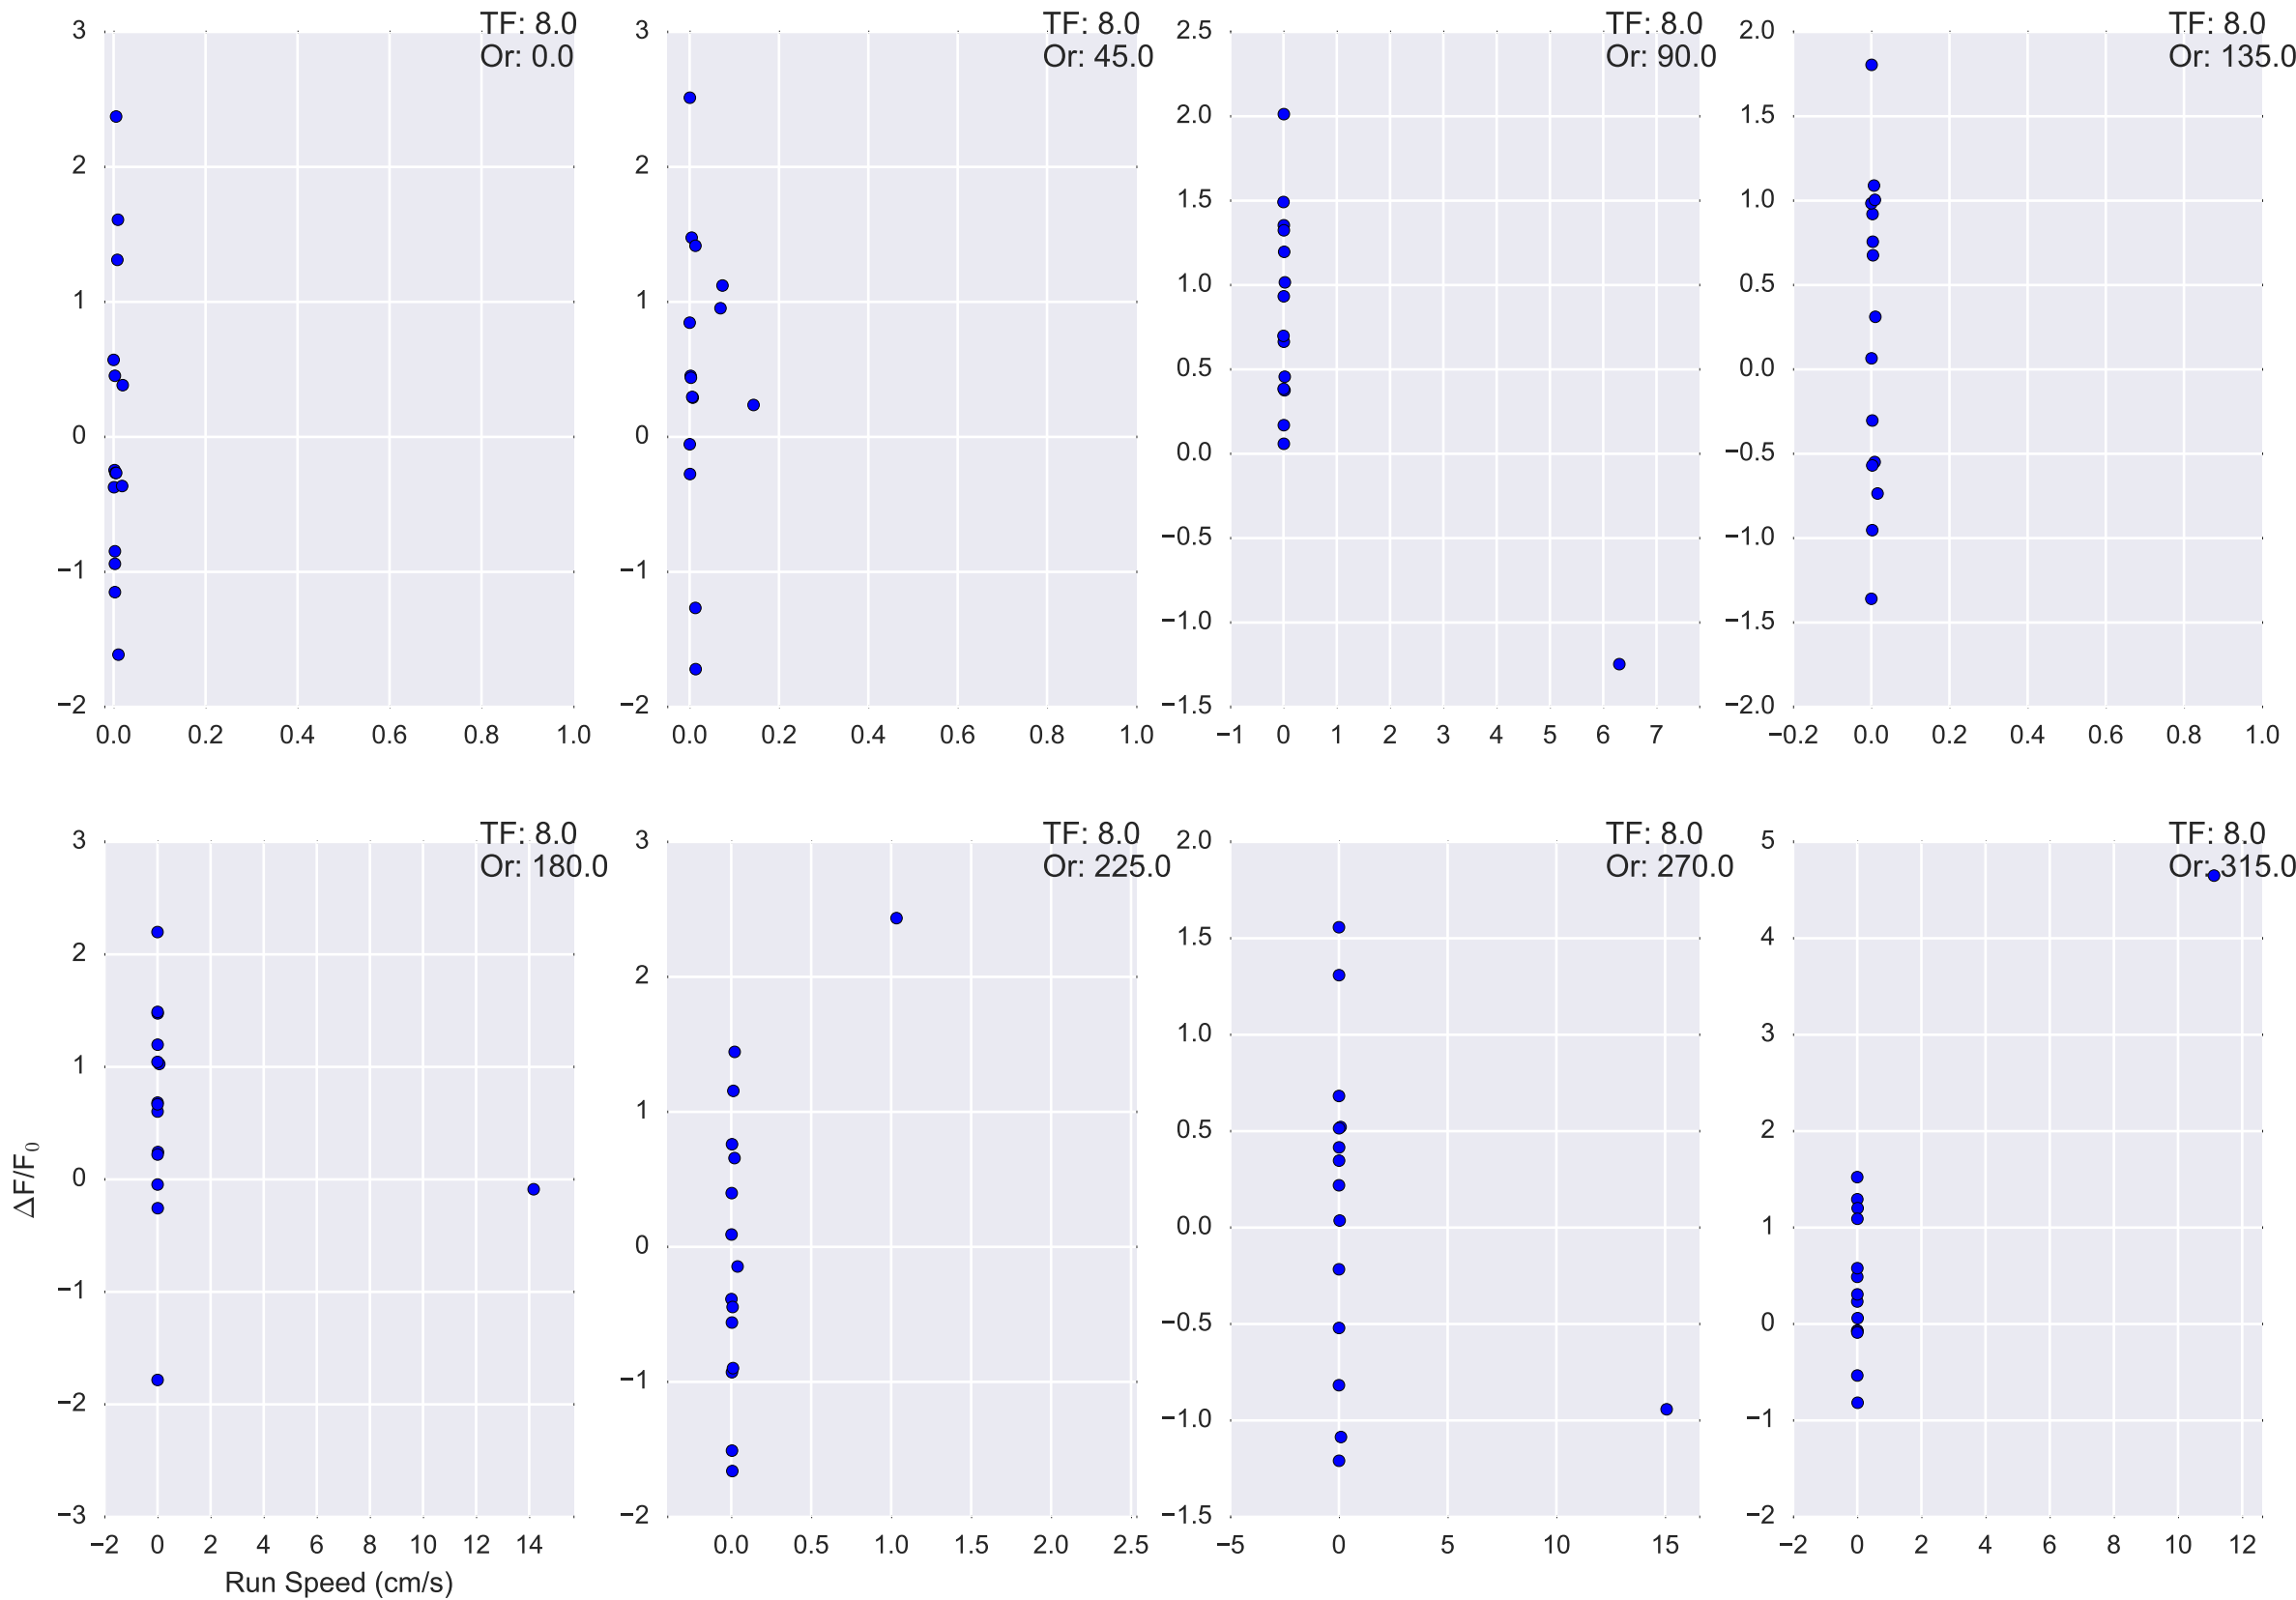 TF: 8.0
Or: 0.0
3
2
1
0
−1
−2
0.0 0.2 0.4 0.6 0.8 1.0
TF: 8.0
Or: 45.0
3
2
1
0
−1
−2
0.0 0.2 0.4 0.6 0.8 1.0
TF: 8.0
Or: 90.0
2.5
2.0
1.5
1.0
0.5
0.0
−0.5
−1.0
−1.5
−1 0 1 2 3 4 5 6 7
TF: 8.0
Or: 135.0
2.0
1.5
1.0
0.5
0.0
−0.5
−1.0
−1.5
−2.0
−0.2 0.0 0.2 0.4 0.6 0.8 1.0
TF: 8.0
Or: 180.0
3
2
1
0
−1
−2
−3
ΔF/F₀
−2 0 2 4 6 8 10 12 14
Run Speed (cm/s)
TF: 8.0
Or: 225.0
3
2
1
0
−1
−2
0.0 0.5 1.0 1.5 2.0 2.5
TF: 8.0
Or: 270.0
2.0
1.5
1.0
0.5
0.0
−0.5
−1.0
−1.5
−5 0 5 10 15
TF: 8.0
Or: 315.0
5
4
3
2
1
0
−1
−2
−2 0 2 4 6 8 10 12